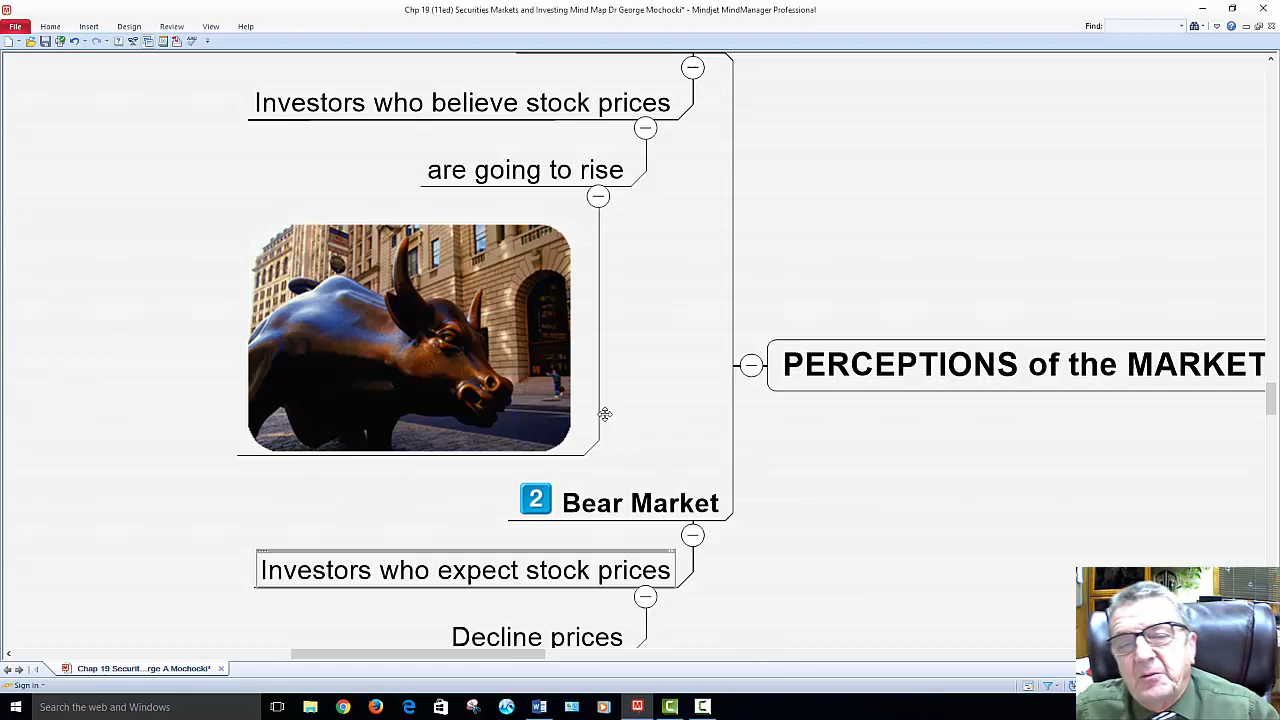 Chp 19 (11ed) Securities Markets and Investing Mind Map Dr George Mochocki* - Mindjet MindManager Professional
File Home Insert Design Review View Help Find:
Investors who believe stock prices
are going to rise
PERCEPTIONS of the MARKET
2 Bear Market
Investors who expect stock prices
Decline prices
Chap 19 Securit...rge A Mochocki*
Sign In
Search the web and Windows